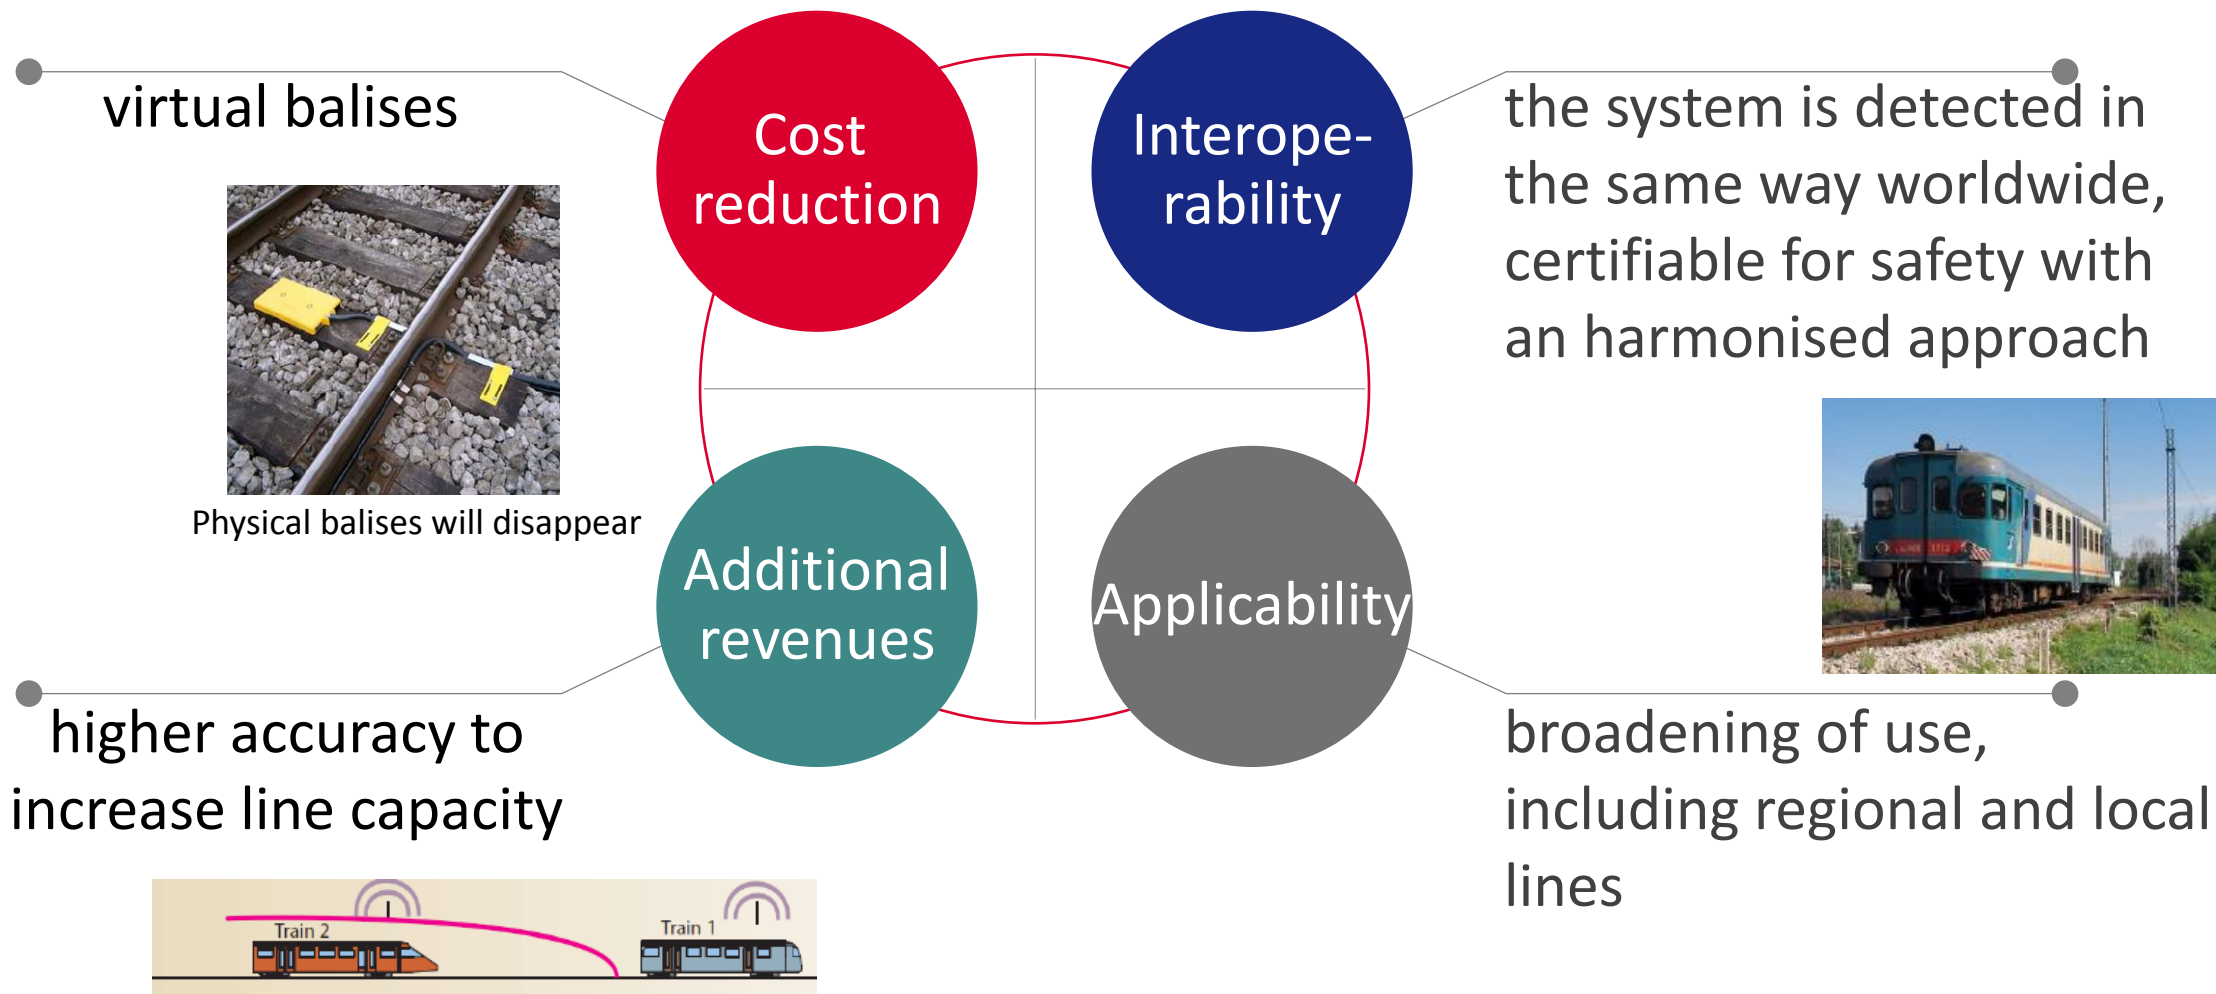 virtual balises
Physical balises will disappear
Cost
reduction
Interope-
rability
the system is detected in
the same way worldwide,
certifiable for safety with
an harmonised approach
Additional
revenues
higher accuracy to
increase line capacity
Train 2
Train 1
Applicability
broadening of use,
including regional and local
lines